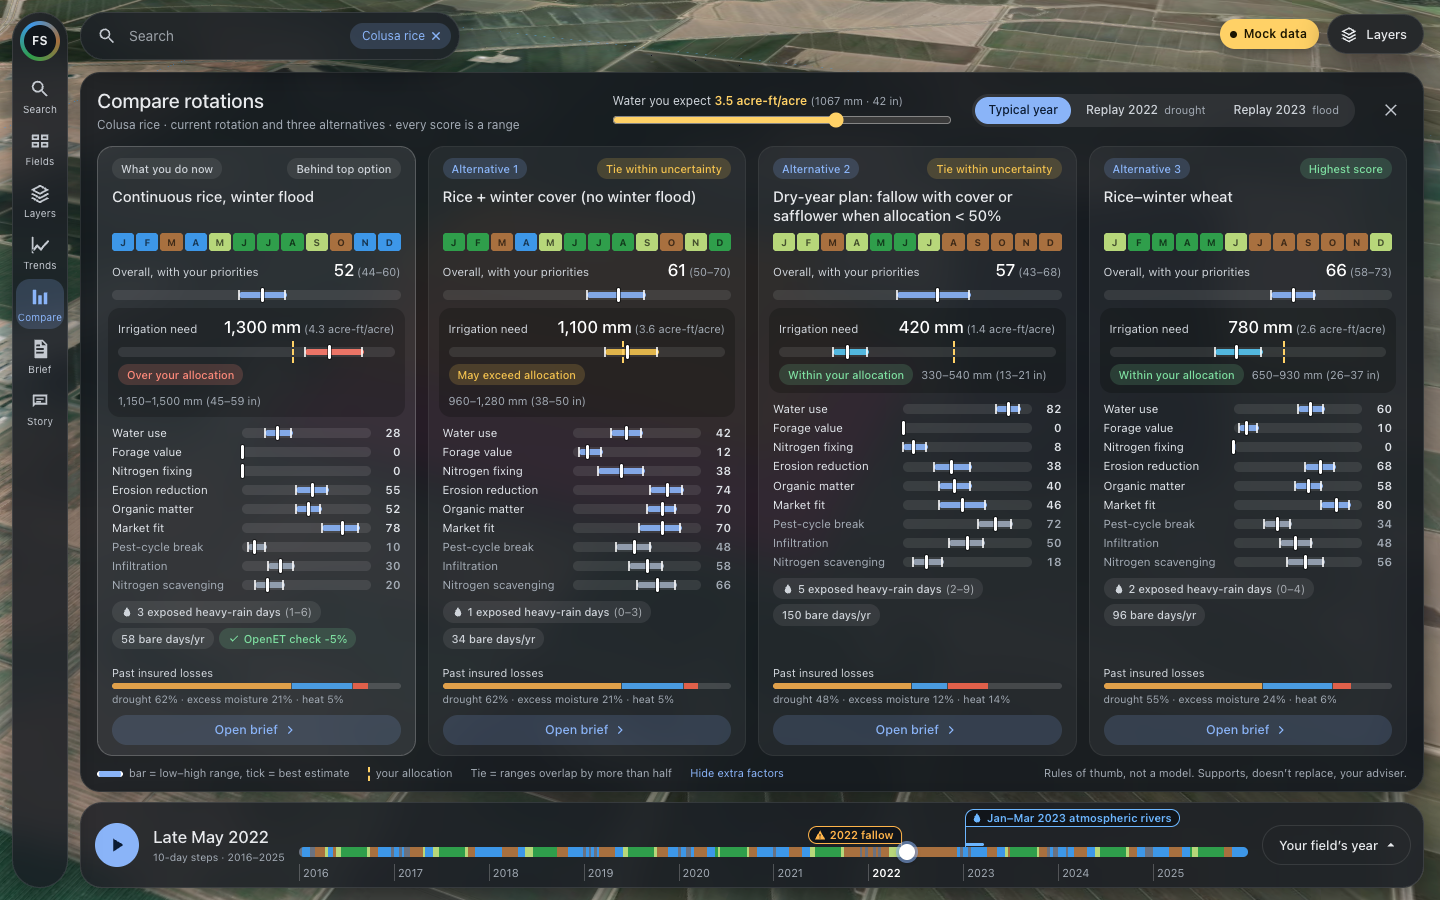 FS
Search
Colusa rice
Mock data
Layers
Search
Fields
Layers
Trends
Compare
Brief
Story
Compare rotations
Colusa rice · current rotation and three alternatives · every score is a range
Water you expect 3.5 acre-ft/acre (1067 mm · 42 in)
Typical year
Replay 2022 drought
Replay 2023 flood
What you do now
Behind top option
Continuous rice, winter flood
J F M A M J J A S O N D
Overall, with your priorities 52 (44–60)
Irrigation need 1,300 mm (4.3 acre-ft/acre)
Over your allocation
1,150–1,500 mm (45–59 in)
Water use 28
Forage value 0
Nitrogen fixing 0
Erosion reduction 55
Organic matter 52
Market fit 78
Pest-cycle break 10
Infiltration 30
Nitrogen scavenging 20
3 exposed heavy-rain days (1–6)
58 bare days/yr
OpenET check -5%
Past insured losses
drought 62% · excess moisture 21% · heat 5%
Open brief
Alternative 1
Tie within uncertainty
Rice + winter cover (no winter flood)
J F M A M J J A S O N D
Overall, with your priorities 61 (50–70)
Irrigation need 1,100 mm (3.6 acre-ft/acre)
May exceed allocation
960–1,280 mm (38–50 in)
Water use 42
Forage value 12
Nitrogen fixing 38
Erosion reduction 74
Organic matter 70
Market fit 70
Pest-cycle break 48
Infiltration 58
Nitrogen scavenging 66
1 exposed heavy-rain days (0–3)
34 bare days/yr
Past insured losses
drought 62% · excess moisture 21% · heat 5%
Open brief
Alternative 2
Tie within uncertainty
Dry-year plan: fallow with cover or
safflower when allocation < 50%
J F M A M J J A S O N D
Overall, with your priorities 57 (43–68)
Irrigation need 420 mm (1.4 acre-ft/acre)
Within your allocation 330–540 mm (13–21 in)
Water use 82
Forage value 0
Nitrogen fixing 8
Erosion reduction 38
Organic matter 40
Market fit 46
Pest-cycle break 72
Infiltration 50
Nitrogen scavenging 18
5 exposed heavy-rain days (2–9)
150 bare days/yr
Past insured losses
drought 48% · excess moisture 12% · heat 14%
Open brief
Alternative 3
Highest score
Rice–winter wheat
J F M A M J J A S O N D
Overall, with your priorities 66 (58–73)
Irrigation need 780 mm (2.6 acre-ft/acre)
Within your allocation 650–930 mm (26–37 in)
Water use 60
Forage value 10
Nitrogen fixing 0
Erosion reduction 68
Organic matter 58
Market fit 80
Pest-cycle break 34
Infiltration 48
Nitrogen scavenging 56
2 exposed heavy-rain days (0–4)
96 bare days/yr
Past insured losses
drought 55% · excess moisture 24% · heat 6%
Open brief
bar = low–high range, tick = best estimate
your allocation
Tie = ranges overlap by more than half
Hide extra factors
Rules of thumb, not a model. Supports, doesn't replace, your adviser.
Late May 2022
10-day steps · 2016–2025
2022 fallow
Jan–Mar 2023 atmospheric rivers
2016 2017 2018 2019 2020 2021 2022 2023 2024 2025
Your field's year